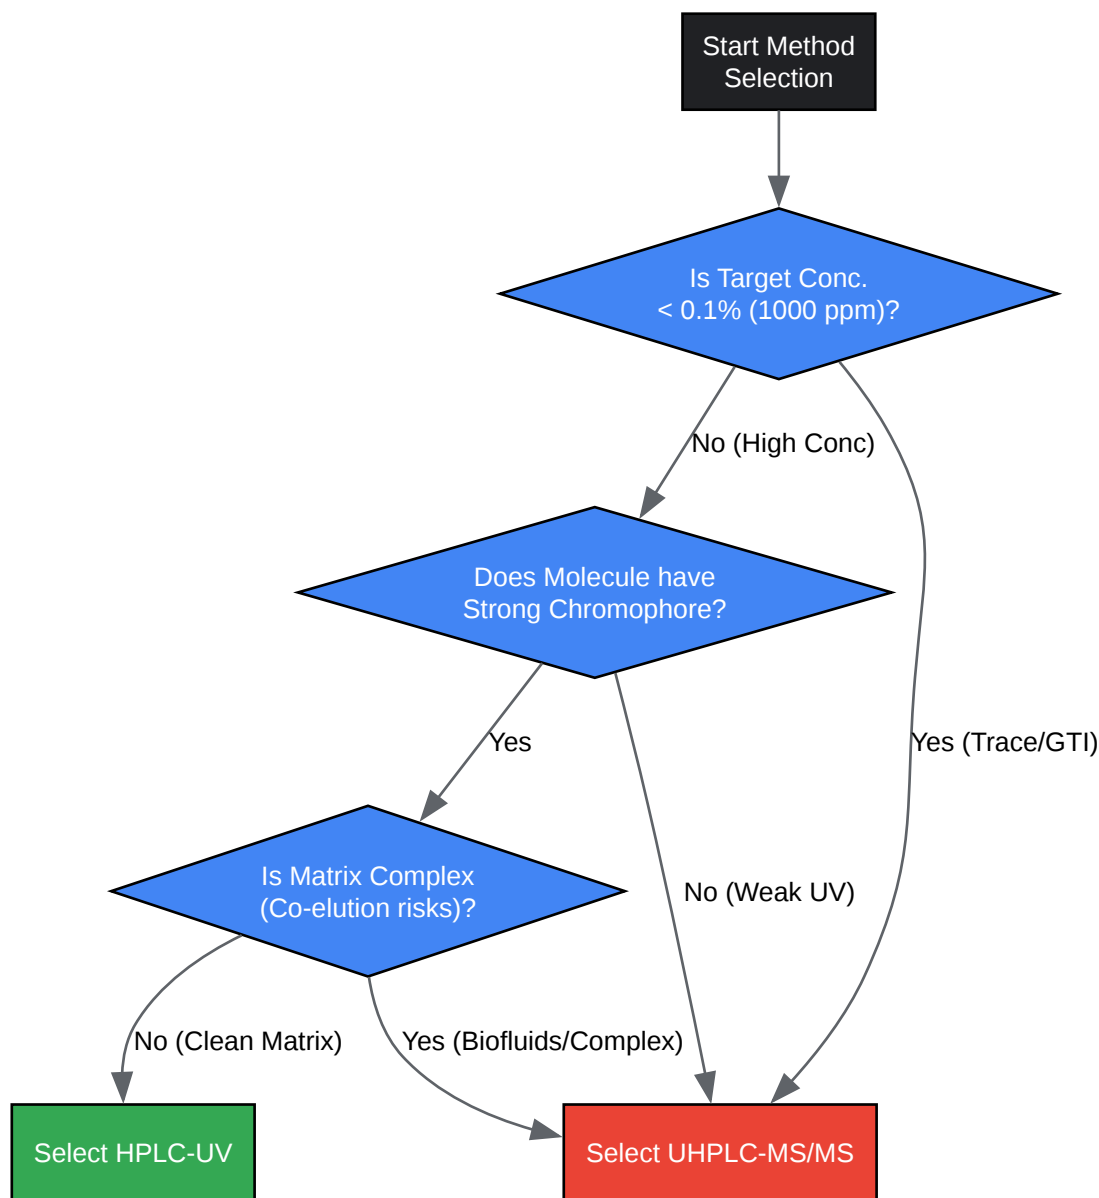 Start Method
Selection
Is Target Conc.
< 0.1% (1000 ppm)?
No (High Conc)
Does Molecule have
Strong Chromophore?
Yes
Yes (Trace/GTI)
Is Matrix Complex
(Co-elution risks)?
No (Weak UV)
No (Clean Matrix)
Yes (Biofluids/Complex)
Select HPLC-UV
Select UHPLC-MS/MS